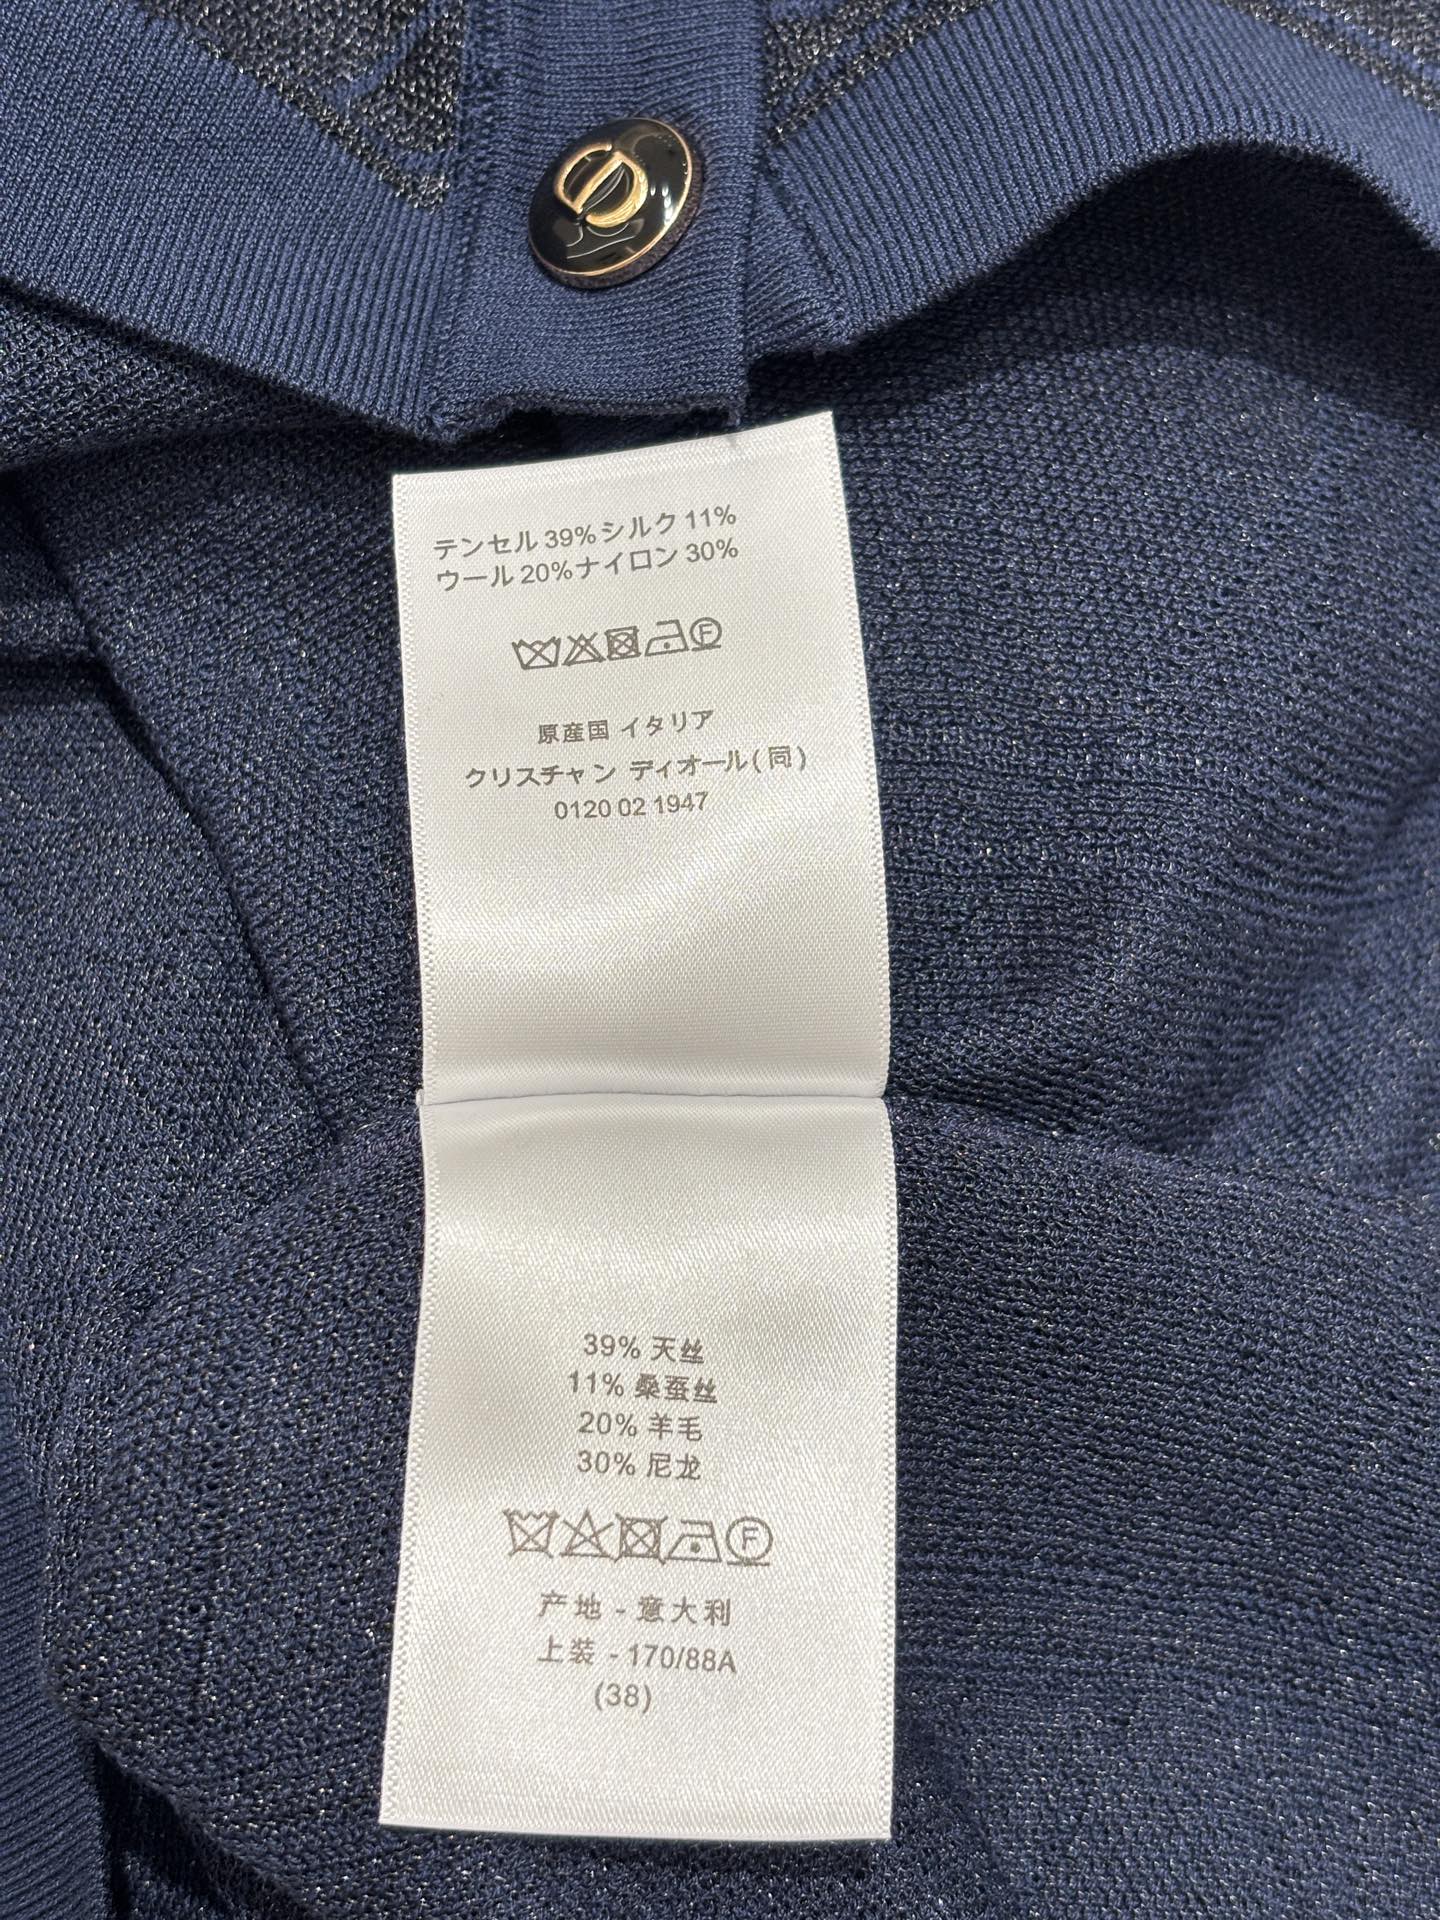 テンセル 39%シルク 11%
ウール 20%ナイロン 30%
F
原産国 イタリア
クリスチャン ディオール(同)
0120 02 1947
39% 天丝
11% 桑蚕丝
20% 羊毛
30% 尼龙
F
产地 - 意大利
上装 - 170/88A
(38)